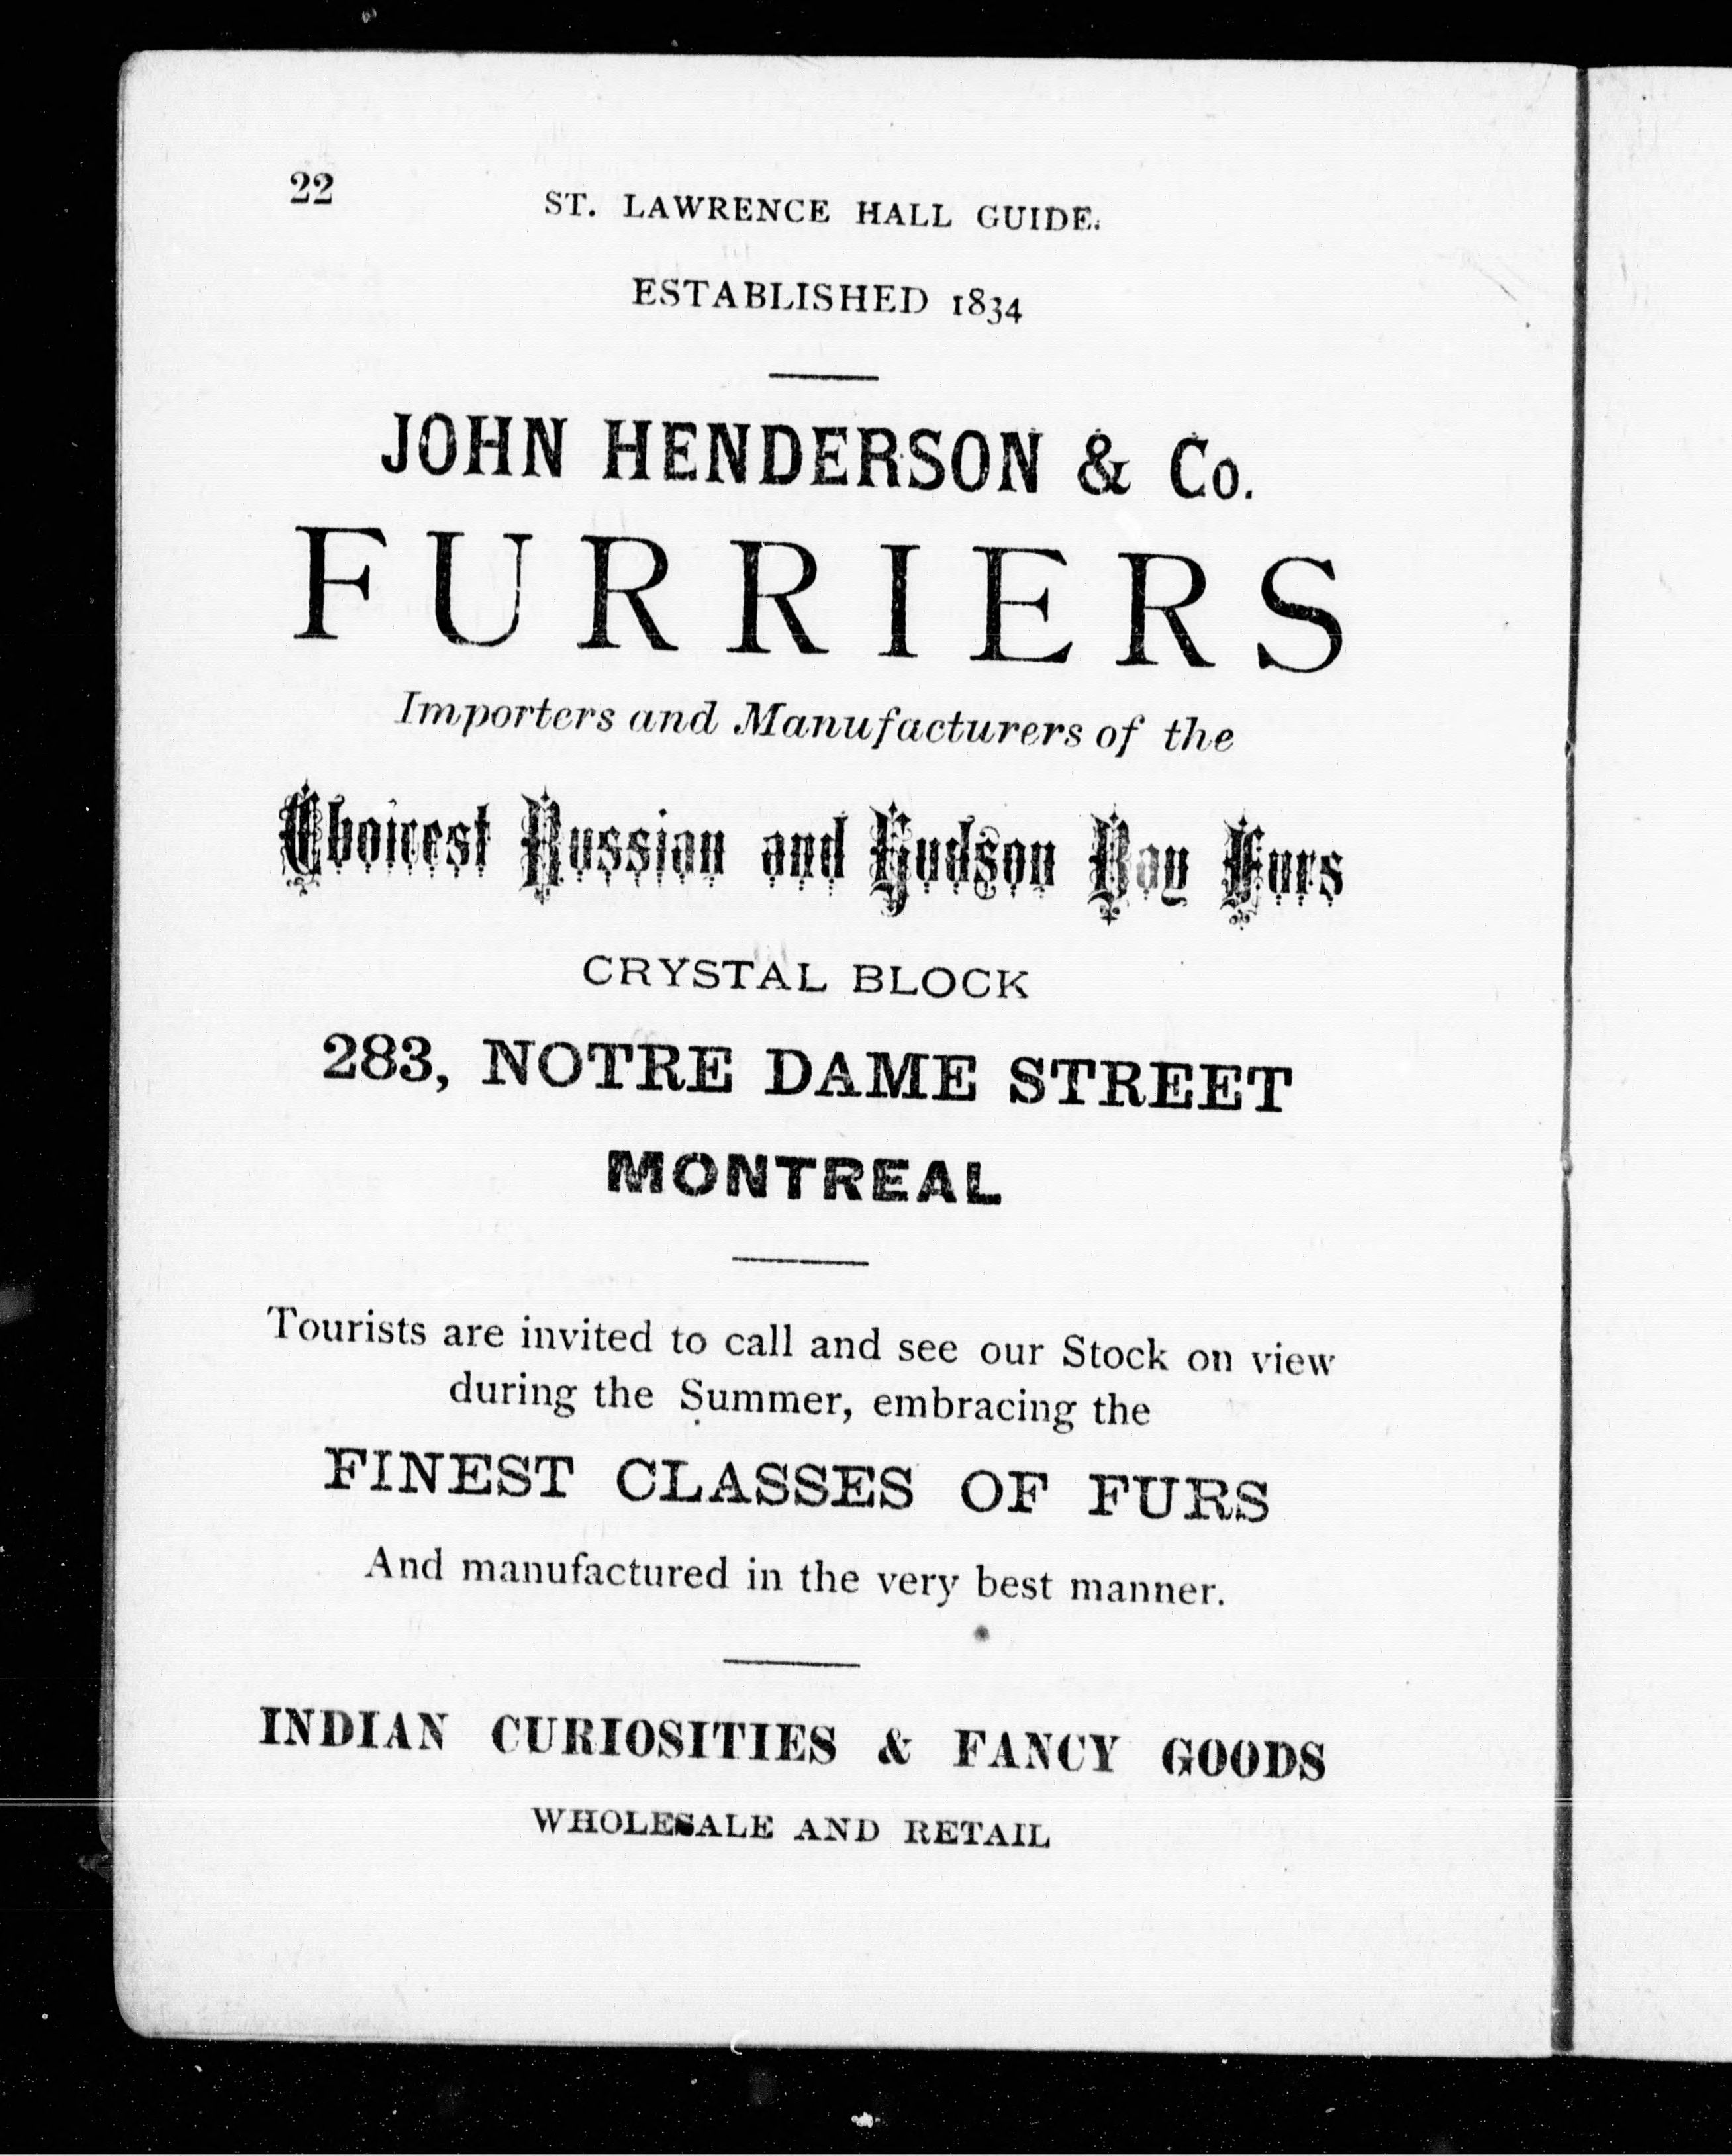 22
ST. LAWRENCE HALL GUIDE.
ESTABLISHED 1834
JOHN HENDERSON & Co.
FURRIERS
Importers and Manufacturers of the
Choicest Russian and Hudson Bay Furs
CRYSTAL BLOCK
283, NOTRE DAME STREET
MONTREAL
Tourists are invited to call and see our Stock on view
during the Summer, embracing the
FINEST CLASSES OF FURS
And manufactured in the very best manner.
INDIAN CURIOSITIES & FANCY GOODS
WHOLESALE AND RETAIL